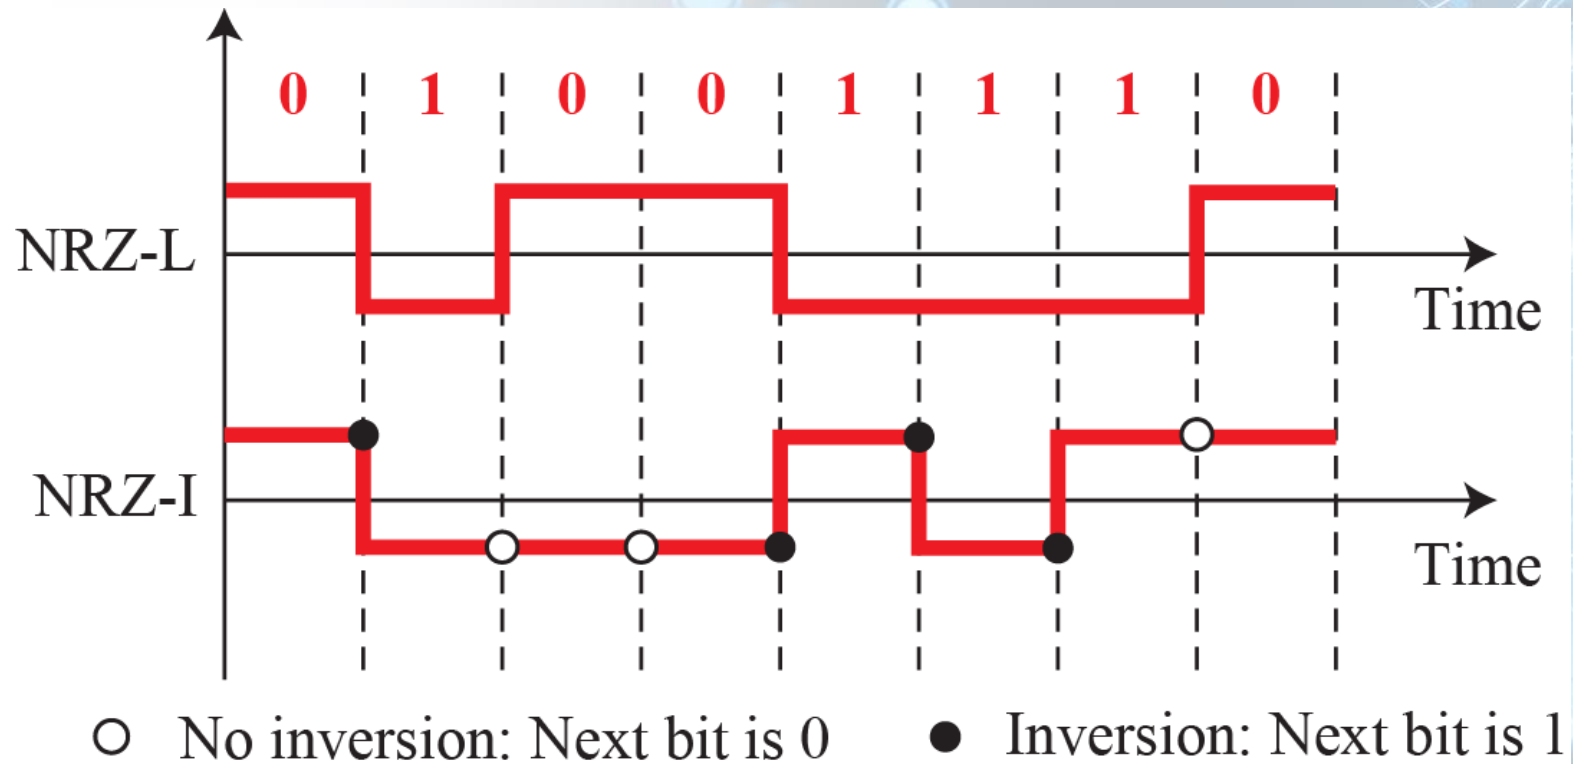 0 1 0 0 1 1 1 0
NRZ-L
Time
NRZ-I
Time
No inversion: Next bit is 0
Inversion: Next bit is 1